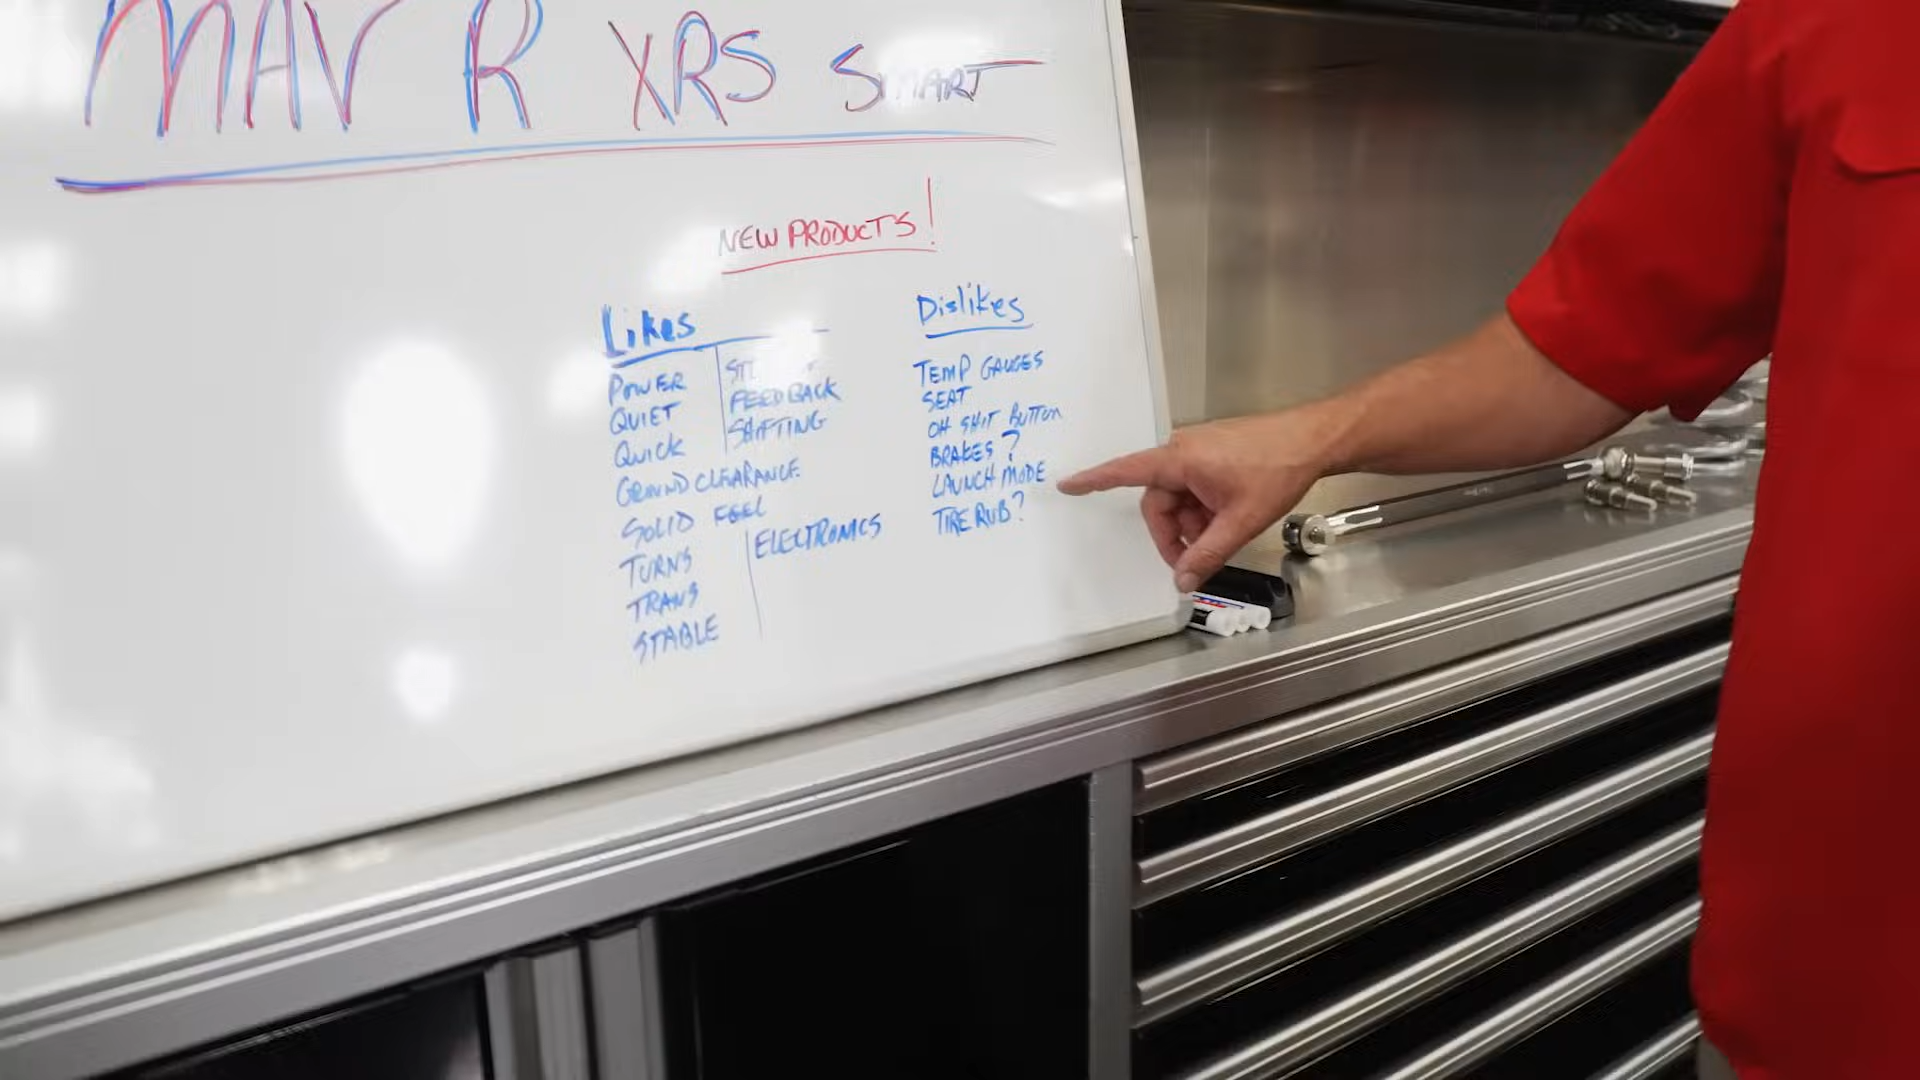 MAV R XRS SMART
NEW PRODUCTS!
Likes
POWER
QUIET
QUICK
GROUND CLEARANCE
SOLID FEEL
TURNS
TRANS
STABLE
FEEDBACK
SHIFTING
ELECTRONICS
Dislikes
TEMP GAUGES
SEAT
OH SHIT BUTTON
BRAKES?
LAUNCH MODE
TIRE RUB?